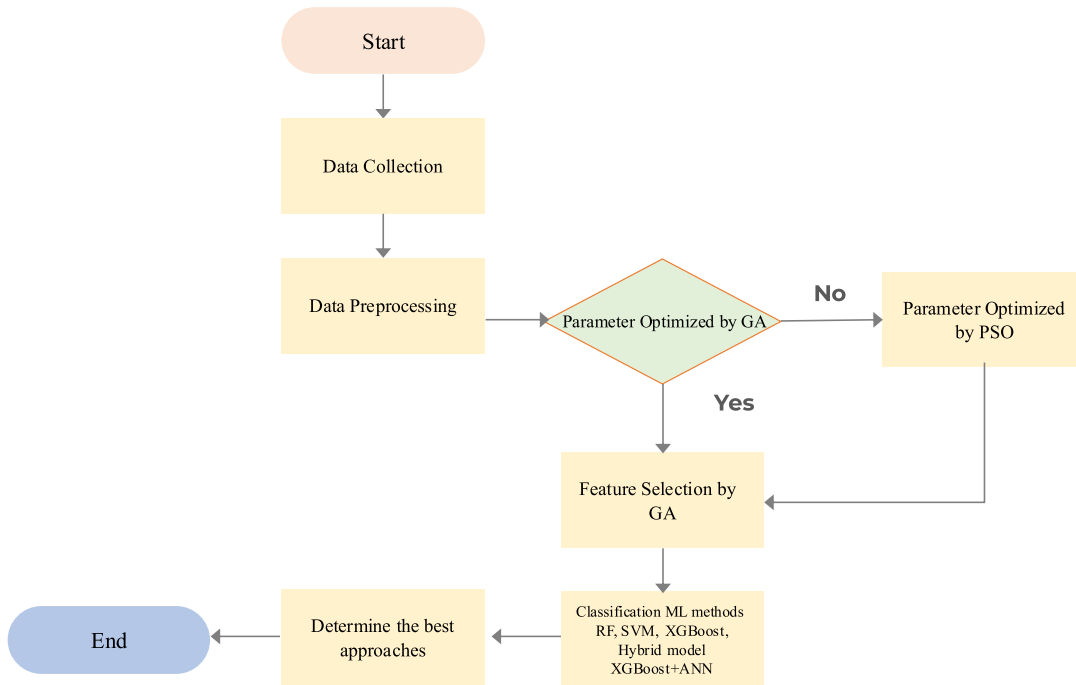 Start
Data Collection
Data Preprocessing
Parameter Optimized by GA
No
Parameter Optimized
by PSO
Yes
Feature Selection by
GA
Classification ML methods
RF, SVM, XGBoost,
Hybrid model
XGBoost+ANN
Determine the best
approaches
End